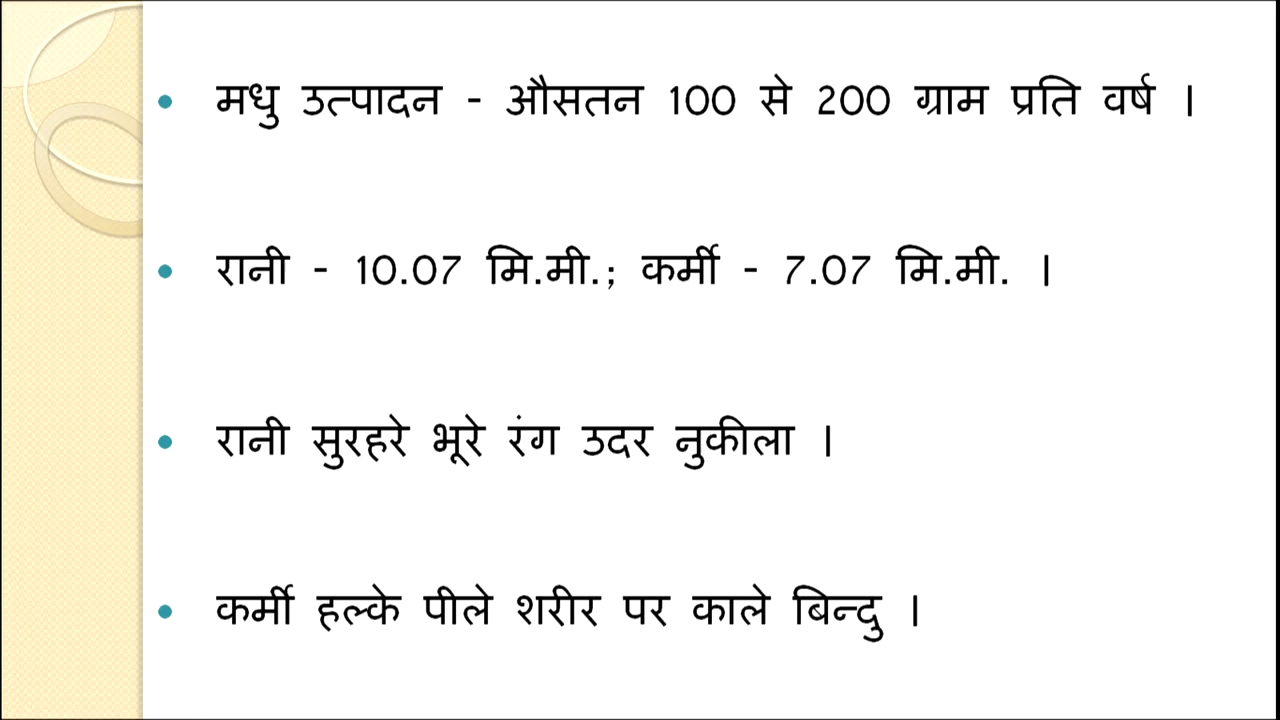 • मधु उत्पादन - औसतन 100 से 200 ग्राम प्रति वर्ष ।
• रानी - 10.07 मि.मी.; कर्मी - 7.07 मि.मी. ।
• रानी सुरहरे भूरे रंग उदर नुकीला ।
• कर्मी हल्के पीले शरीर पर काले बिन्दु ।